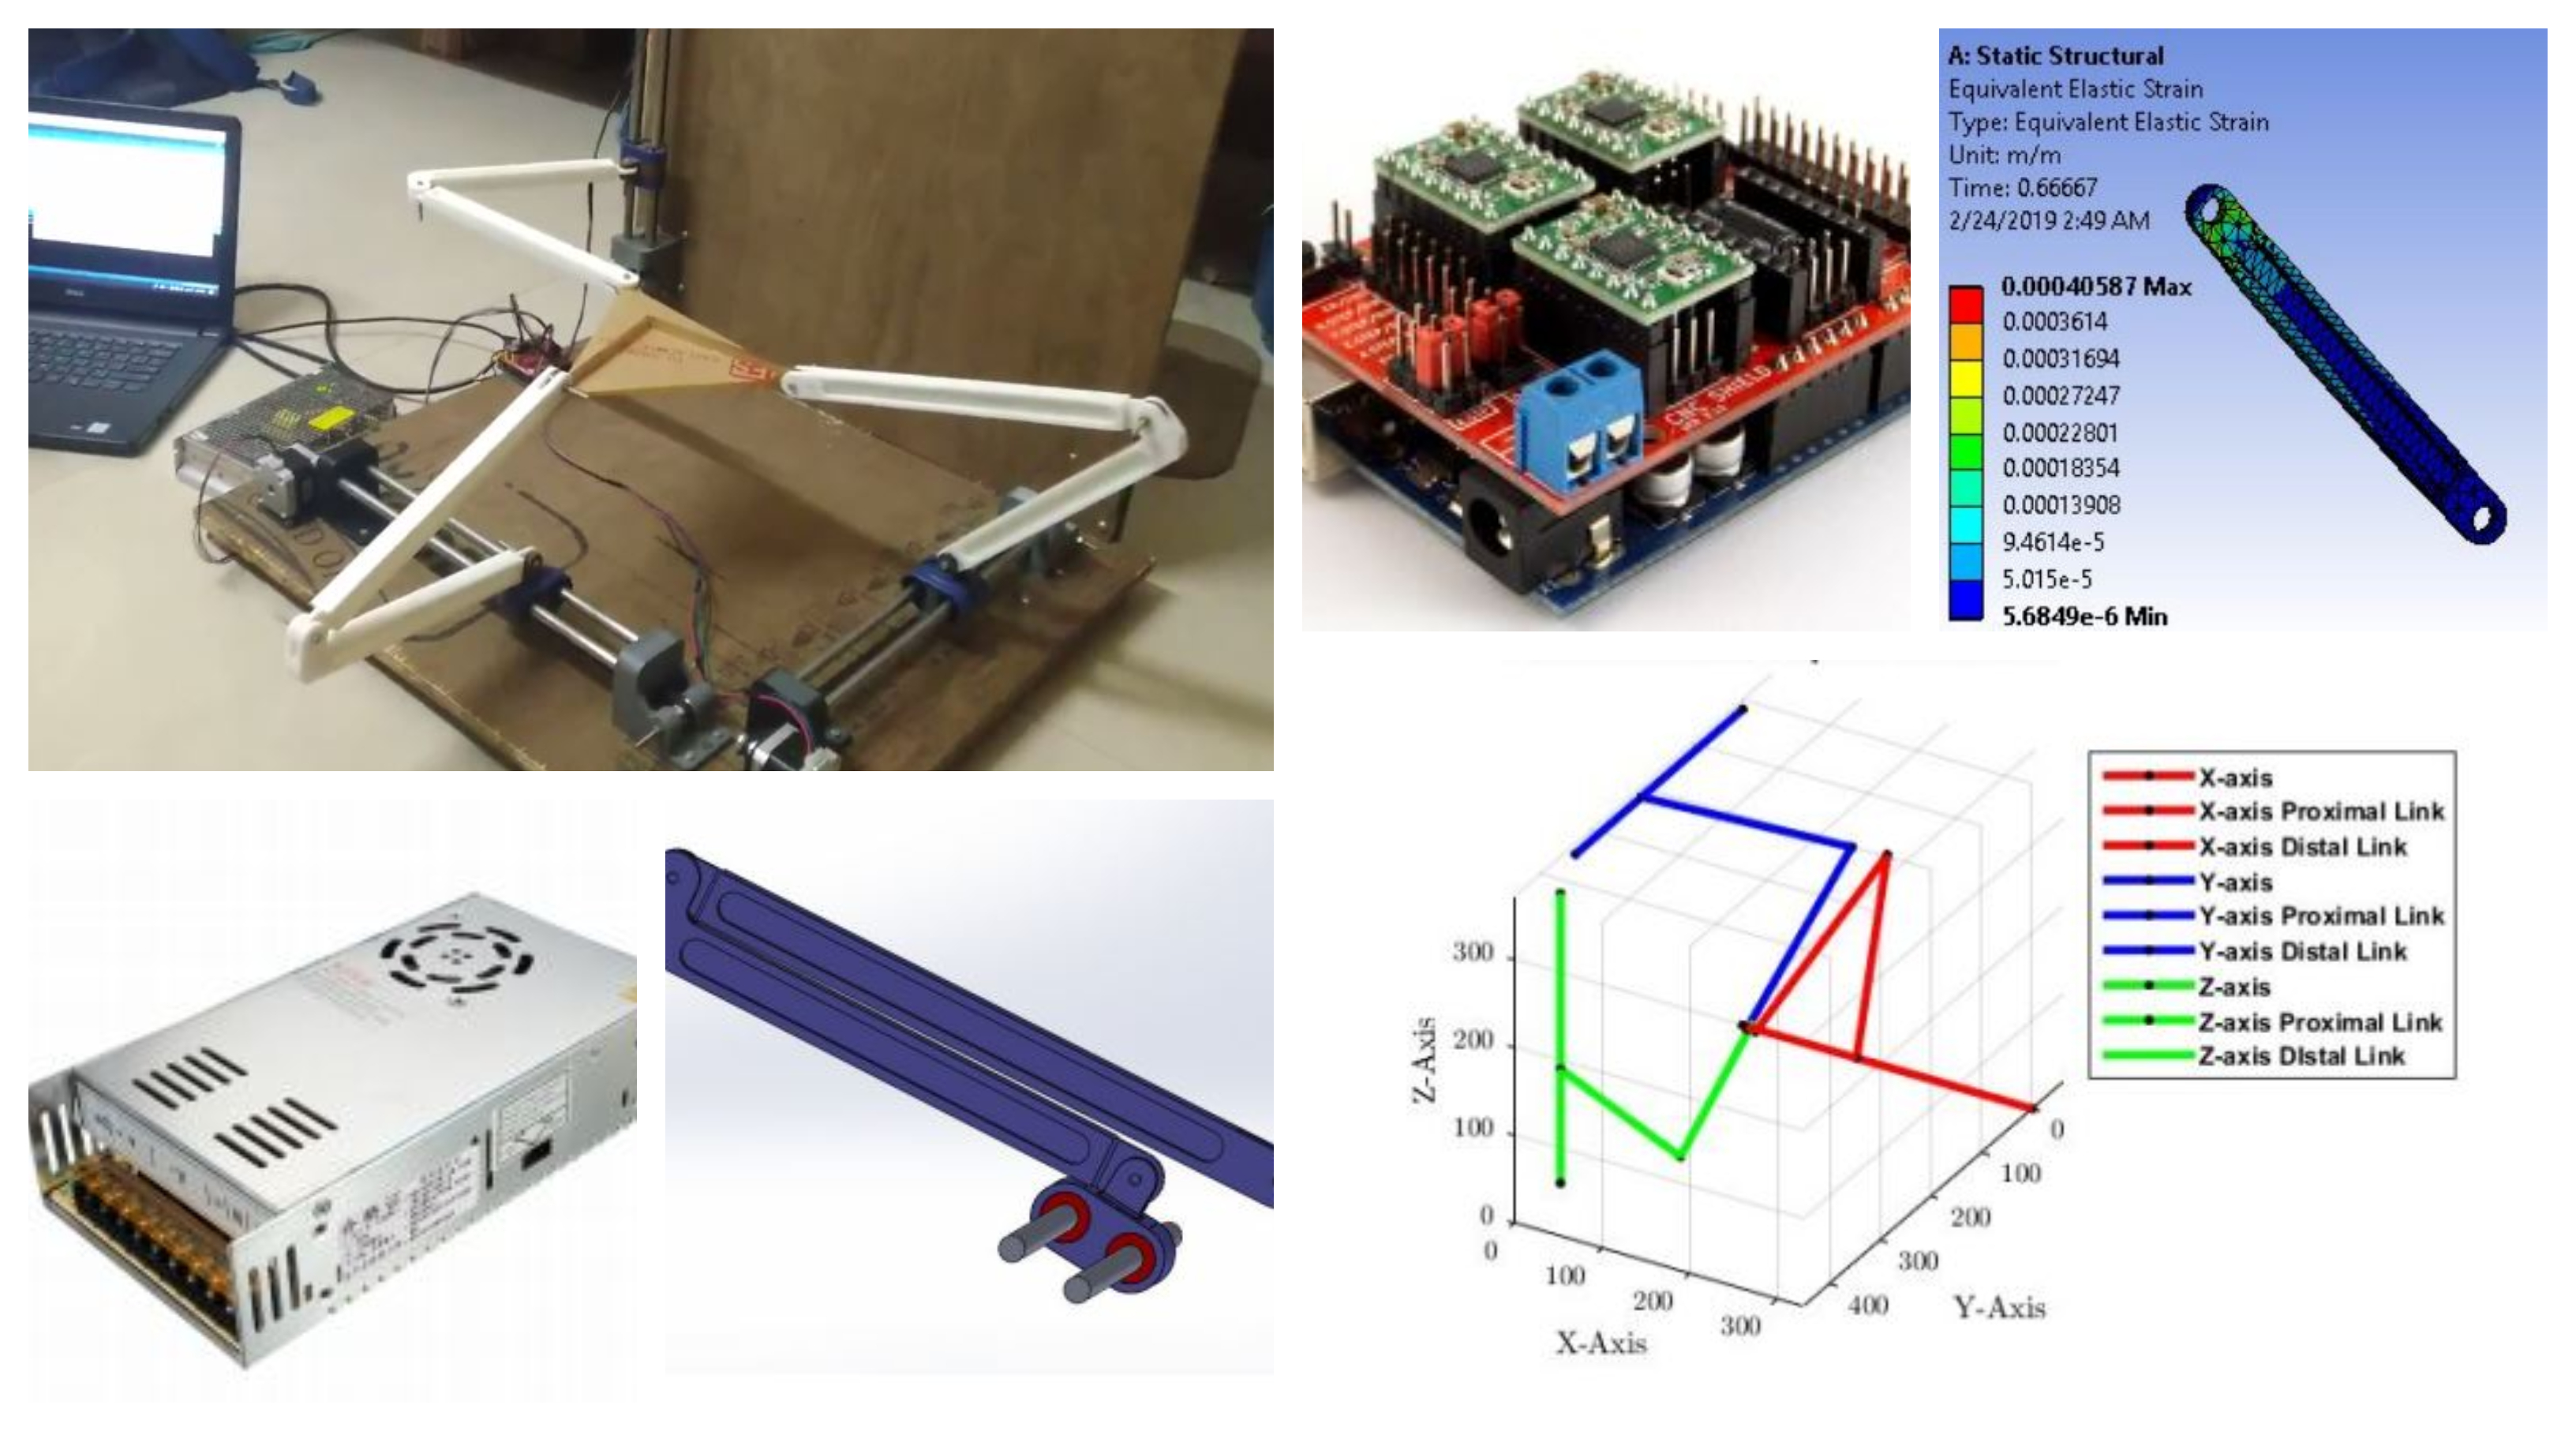 CNC SHIELD
A: Static Structural
Equivalent Elastic Strain
Type: Equivalent Elastic Strain
Unit: m/m
Time: 0.66667
2/24/2019 2:49 AM
0.00040587 Max
0.0003614
0.00031694
0.00027247
0.00022801
0.00018354
0.00013908
9.4614e-5
5.015e-5
5.6849e-6 Min
X-axis
X-axis Proximal Link
X-axis Distal Link
Y-axis
Y-axis Proximal Link
Y-axis Distal Link
Z-axis
Z-axis Proximal Link
Z-axis DIstal Link
Z-Axis
300
200
100
0
0
100
200
300
X-Axis
0
100
200
300
400
Y-Axis